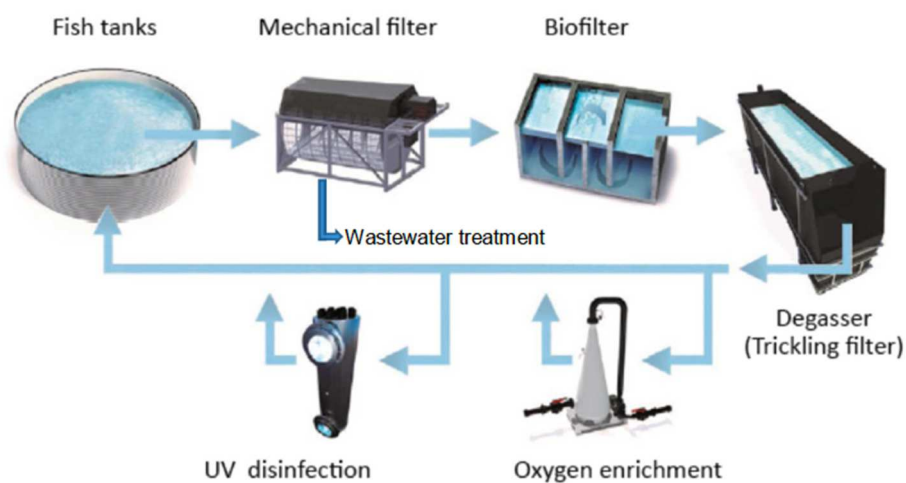 Fish tanks
Mechanical filter
Biofilter
Wastewater treatment
Degasser
(Trickling filter)
UV disinfection
Oxygen enrichment